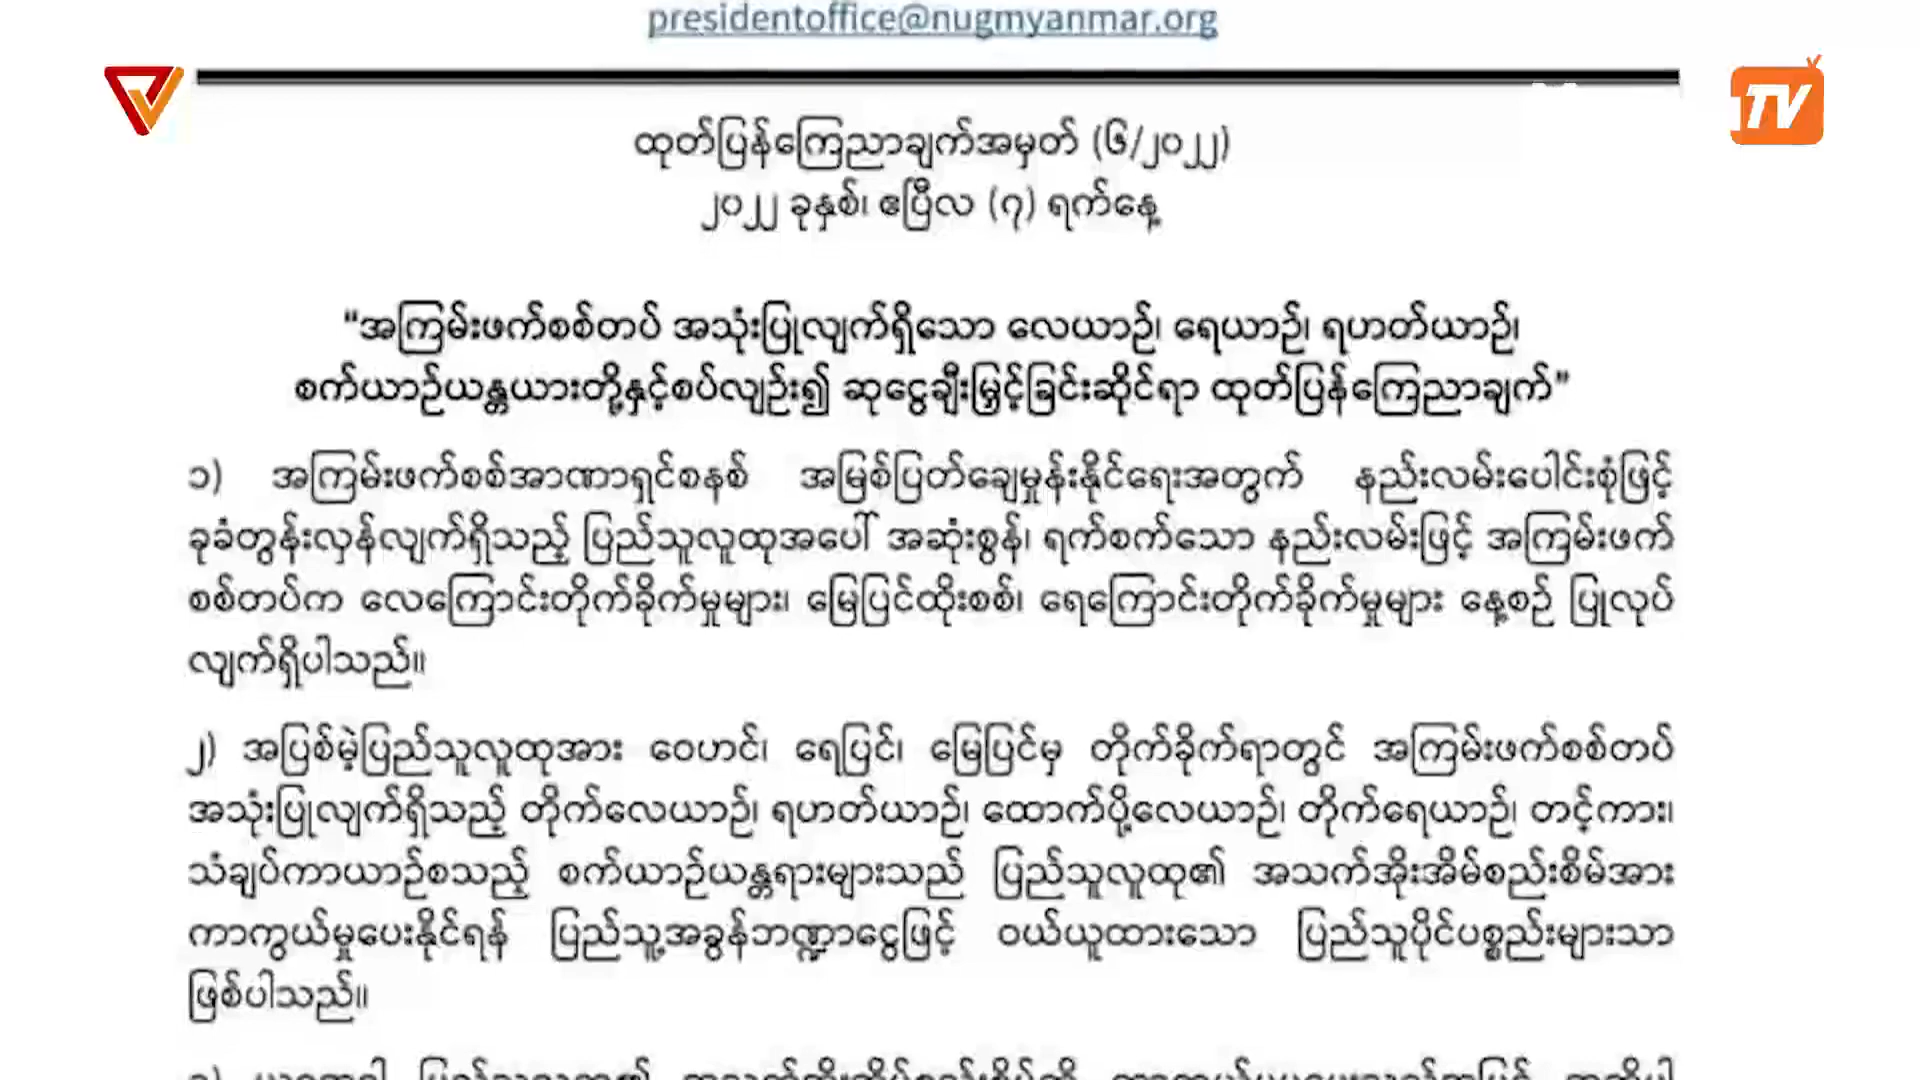 presidentoffice@nugmyanmar.org
TV
ထုတ်ပြန်ကြေညာချက်အမှတ် (၆/၂၀၂၂)
၂၀၂၂ ခုနှစ်၊ ဧပြီလ (၇) ရက်နေ့
"အကြမ်းဖက်စစ်တပ် အသုံးပြုလျက်ရှိသော လေယာဉ်၊ ရေယာဉ်၊ ရဟတ်ယာဉ်၊
စက်ယာဉ်ယန္တယားတို့နှင့်စပ်လျဉ်း၍ ဆုငွေချီးမြှင့်ခြင်းဆိုင်ရာ ထုတ်ပြန်ကြေညာချက်"
၁) အကြမ်းဖက်စစ်အာဏာရှင်စနစ် အမြစ်ပြတ်ချေမှုန်းနိုင်ရေးအတွက် နည်းလမ်းပေါင်းစုံဖြင့်
ခုခံတွန်းလှန်လျက်ရှိသည့် ပြည်သူလူထုအပေါ် အဆုံးစွန်၊ ရက်စက်သော နည်းလမ်းဖြင့် အကြမ်းဖက်
စစ်တပ်က လေကြောင်းတိုက်ခိုက်မှုများ၊ မြေပြင်ထိုးစစ်၊ ရေကြောင်းတိုက်ခိုက်မှုများ နေ့စဉ် ပြုလုပ်
လျက်ရှိပါသည်။
၂) အပြစ်မဲ့ပြည်သူလူထုအား ဝေဟင်၊ ရေပြင်၊ မြေပြင်မှ တိုက်ခိုက်ရာတွင် အကြမ်းဖက်စစ်တပ်
အသုံးပြုလျက်ရှိသည့် တိုက်လေယာဉ်၊ ရဟတ်ယာဉ်၊ ထောက်ပို့လေယာဉ်၊ တိုက်ရေယာဉ်၊ တင့်ကား၊
သံချပ်ကာယာဉ်စသည့် စက်ယာဉ်ယန္တရားများသည် ပြည်သူလူထု၏ အသက်အိုးအိမ်စည်းစိမ်အား
ကာကွယ်မှုပေးနိုင်ရန် ပြည်သူ့အခွန်ဘဏ္ဍာငွေဖြင့် ဝယ်ယူထားသော ပြည်သူပိုင်ပစ္စည်းများသာ
ဖြစ်ပါသည်။